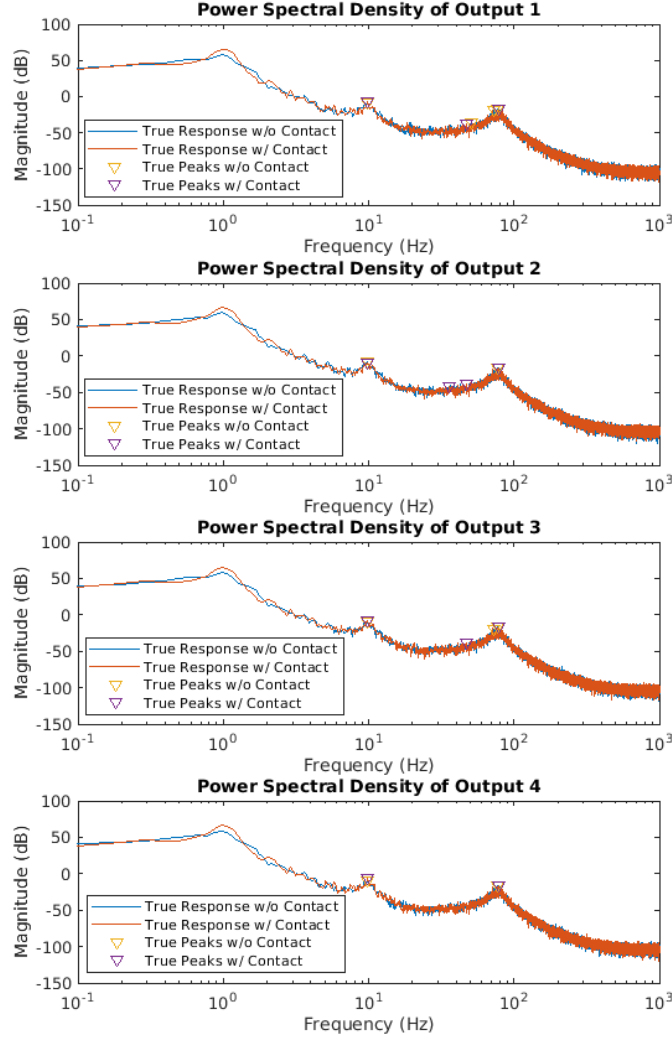 Power Spectral Density of Output 1
100
50
0
-50
-100
-150
Magnitude (dB)
True Response w/o Contact
True Response w/ Contact
True Peaks w/o Contact
True Peaks w/ Contact
10^-1 10^0 10^1 10^2 10^3
Frequency (Hz)
Power Spectral Density of Output 2
100
50
0
-50
-100
-150
Magnitude (dB)
True Response w/o Contact
True Response w/ Contact
True Peaks w/o Contact
True Peaks w/ Contact
10^-1 10^0 10^1 10^2 10^3
Frequency (Hz)
Power Spectral Density of Output 3
100
50
0
-50
-100
-150
Magnitude (dB)
True Response w/o Contact
True Response w/ Contact
True Peaks w/o Contact
True Peaks w/ Contact
10^-1 10^0 10^1 10^2 10^3
Frequency (Hz)
Power Spectral Density of Output 4
100
50
0
-50
-100
-150
Magnitude (dB)
True Response w/o Contact
True Response w/ Contact
True Peaks w/o Contact
True Peaks w/ Contact
10^-1 10^0 10^1 10^2 10^3
Frequency (Hz)